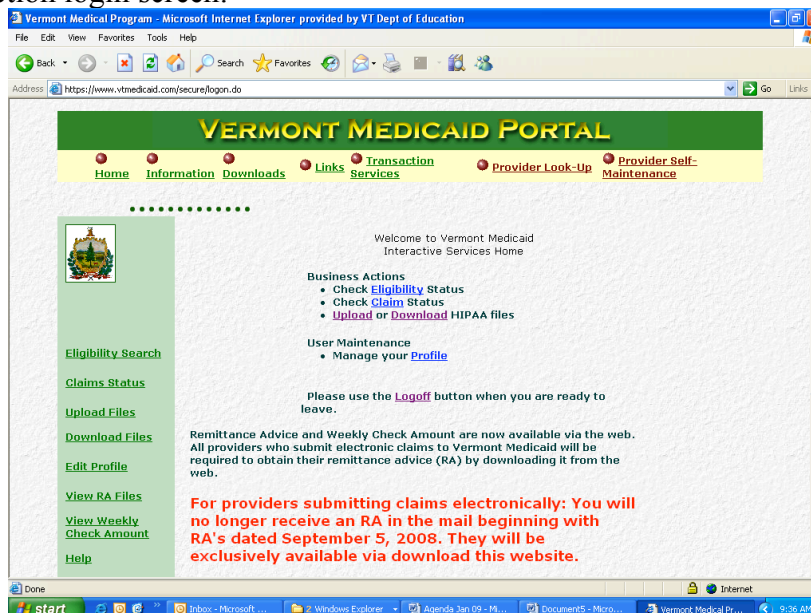 ction login screen.
Vermont Medical Program - Microsoft Internet Explorer provided by VT Dept of Education
File Edit View Favorites Tools Help
Back Search Favorites
Address https://www.vtmedicaid.com/secure/logon.do Go Links
VERMONT MEDICAID PORTAL
Home Information Downloads Links Transaction Services Provider Look-Up Provider Self-Maintenance
Welcome to Vermont Medicaid
Interactive Services Home
Business Actions
• Check Eligibility Status
• Check Claim Status
• Upload or Download HIPAA files
User Maintenance
• Manage your Profile
Please use the Logoff button when you are ready to
leave.
Eligibility Search
Claims Status
Upload Files
Download Files
Edit Profile
View RA Files
View Weekly
Check Amount
Help
Remittance Advice and Weekly Check Amount are now available via the web.
All providers who submit electronic claims to Vermont Medicaid will be
required to obtain their remittance advice (RA) by downloading it from the
web.
For providers submitting claims electronically: You will
no longer receive an RA in the mail beginning with
RA's dated September 5, 2008. They will be
exclusively available via download this website.
Done Internet
start Inbox - Microsoft ... 2 Windows Explorer Agenda Jan 09 - Mi... Document5 - Micro... Vermont Medical Pr... 9:36 AM